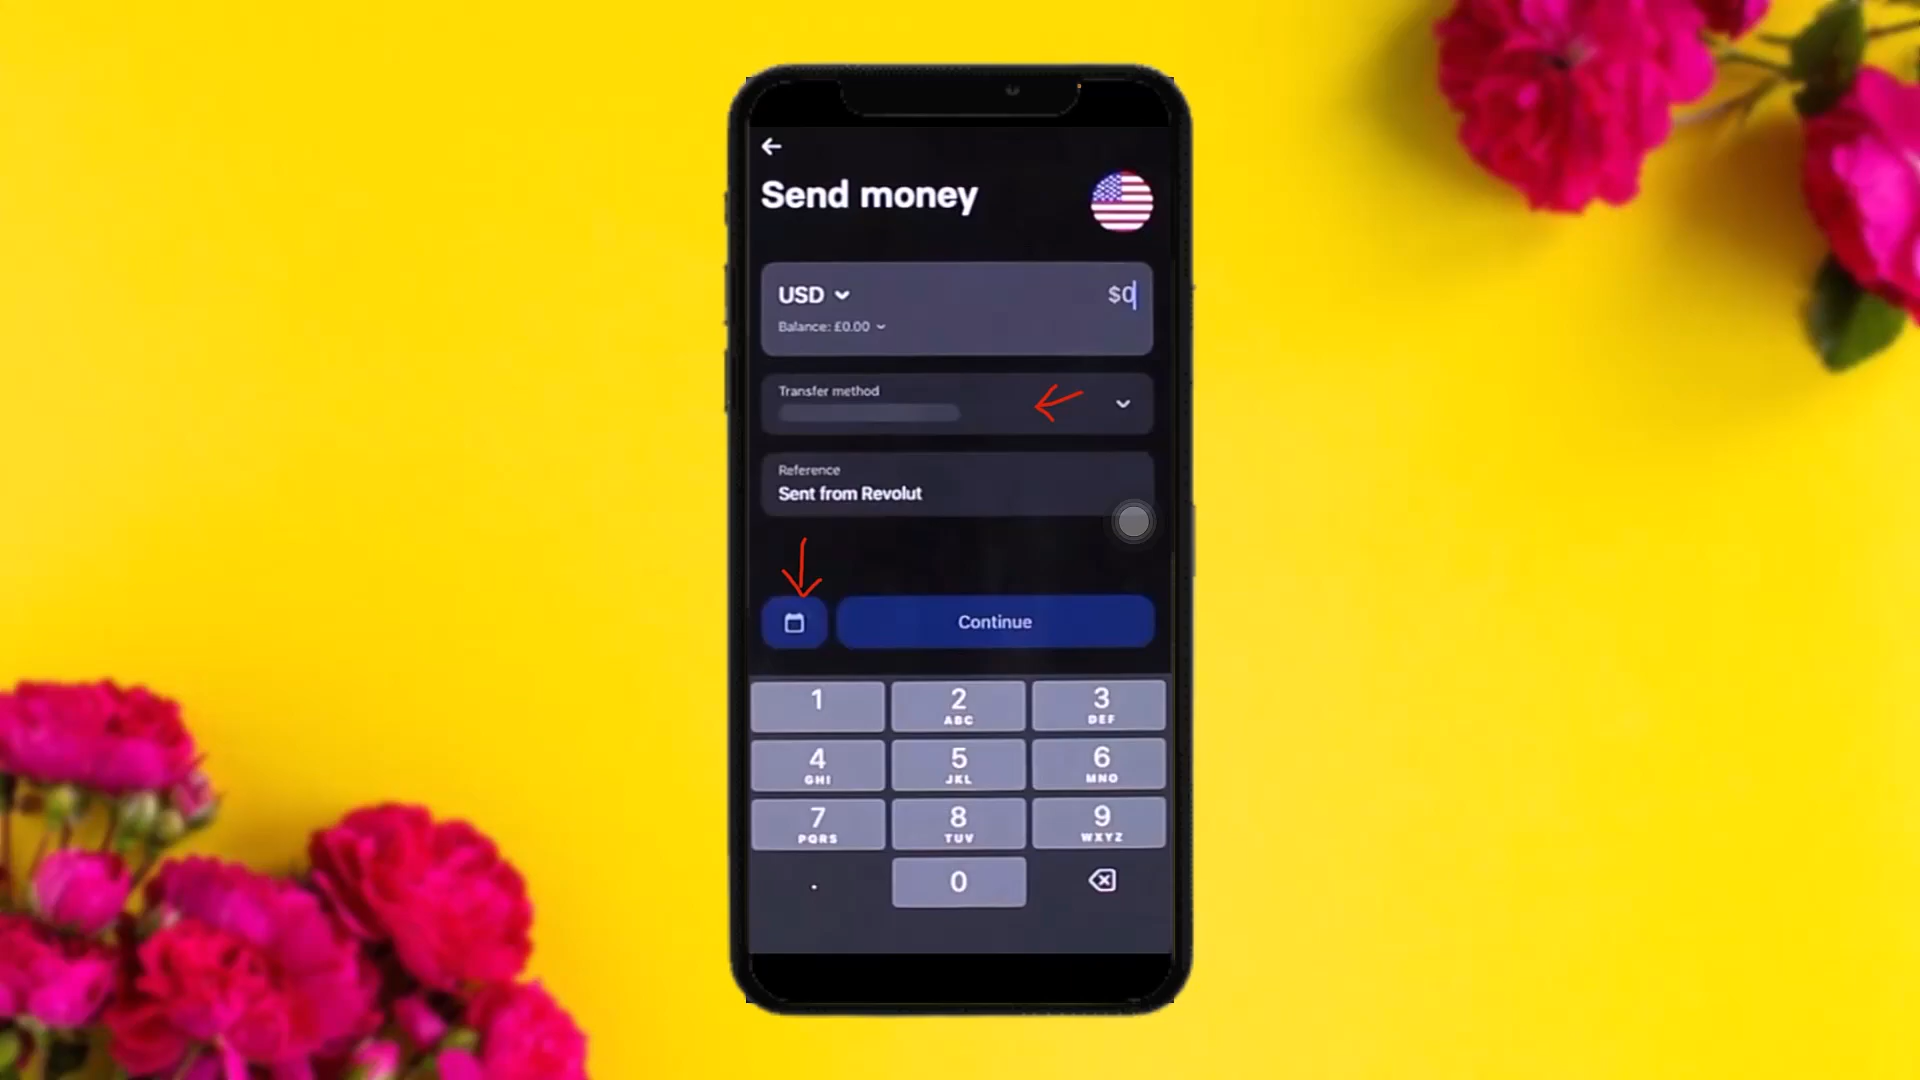 Send money
USD $0
Balance: £0.00
Transfer method
Reference
Sent from Revolut
Continue
1 2 3
ABC DEF
4 5 6
GHI JKL MNO
7 8 9
PQRS TUV WXYZ
. 0